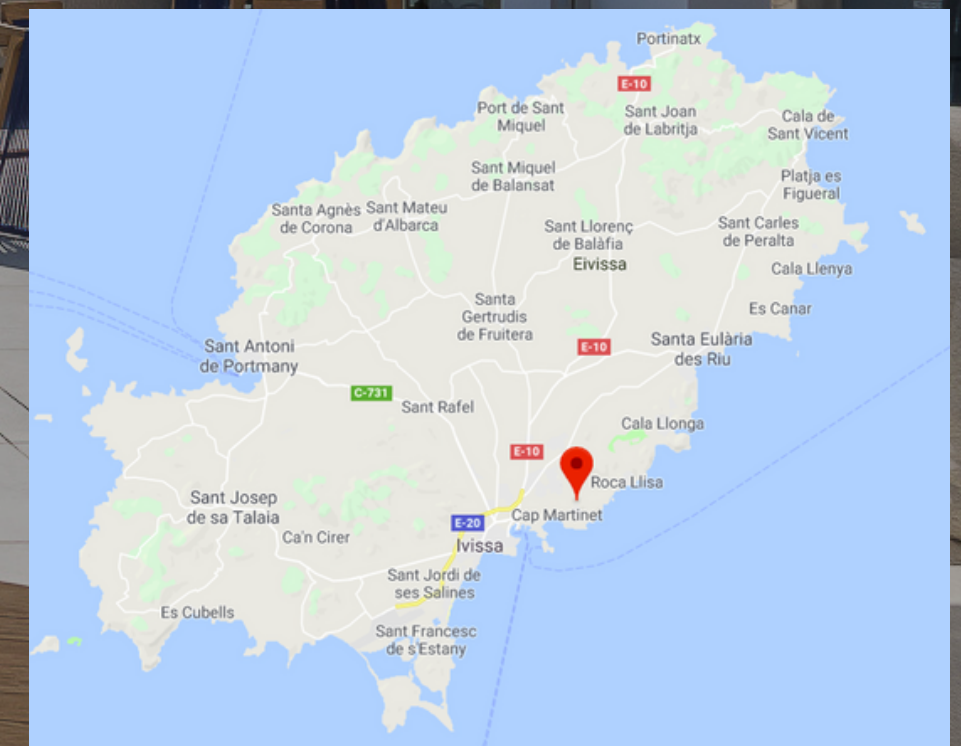 Portinatx
E-10
Port de Sant
Miquel
Sant Joan
de Labritja
Cala de
Sant Vicent
Sant Miquel
de Balansat
Platja es
Figueral
Santa Agnès
de Corona
Sant Mateu
d'Albarca
Sant Llorenç
de Balàfia
Sant Carles
de Peralta
Eivissa
Cala Llenya
Santa
Gertrudis
de Fruitera
Es Canar
Sant Antoni
de Portmany
E-10
Santa Eulària
des Riu
C-731
Sant Rafel
Cala Llonga
E-10
Roca Llisa
Sant Josep
de sa Talaia
Cap Martinet
E-20
Ca'n Cirer
Ivissa
Sant Jordi de
ses Salines
Es Cubells
Sant Francesc
de s'Estany